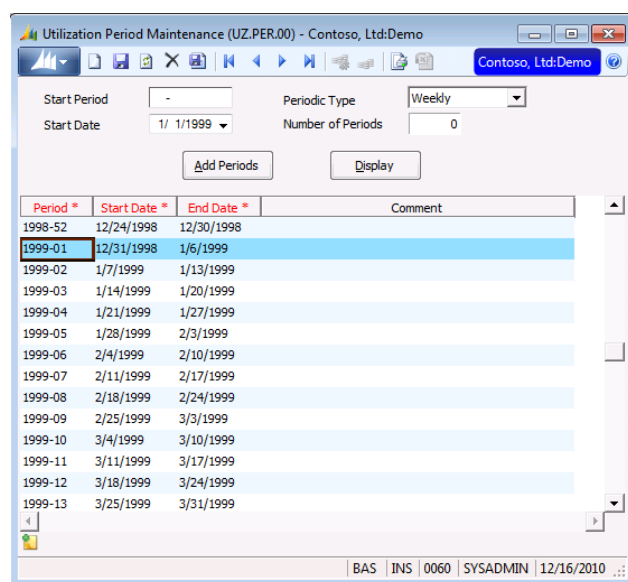 Utilization Period Maintenance (UZ.PER.00) - Contoso, Ltd:Demo
Contoso, Ltd:Demo
Start Period - Periodic Type Weekly
Start Date 1/ 1/1999 Number of Periods 0
Add Periods Display
Period * Start Date * End Date * Comment
1998-52 12/24/1998 12/30/1998
1999-01 12/31/1998 1/6/1999
1999-02 1/7/1999 1/13/1999
1999-03 1/14/1999 1/20/1999
1999-04 1/21/1999 1/27/1999
1999-05 1/28/1999 2/3/1999
1999-06 2/4/1999 2/10/1999
1999-07 2/11/1999 2/17/1999
1999-08 2/18/1999 2/24/1999
1999-09 2/25/1999 3/3/1999
1999-10 3/4/1999 3/10/1999
1999-11 3/11/1999 3/17/1999
1999-12 3/18/1999 3/24/1999
1999-13 3/25/1999 3/31/1999
BAS INS 0060 SYSADMIN 12/16/2010